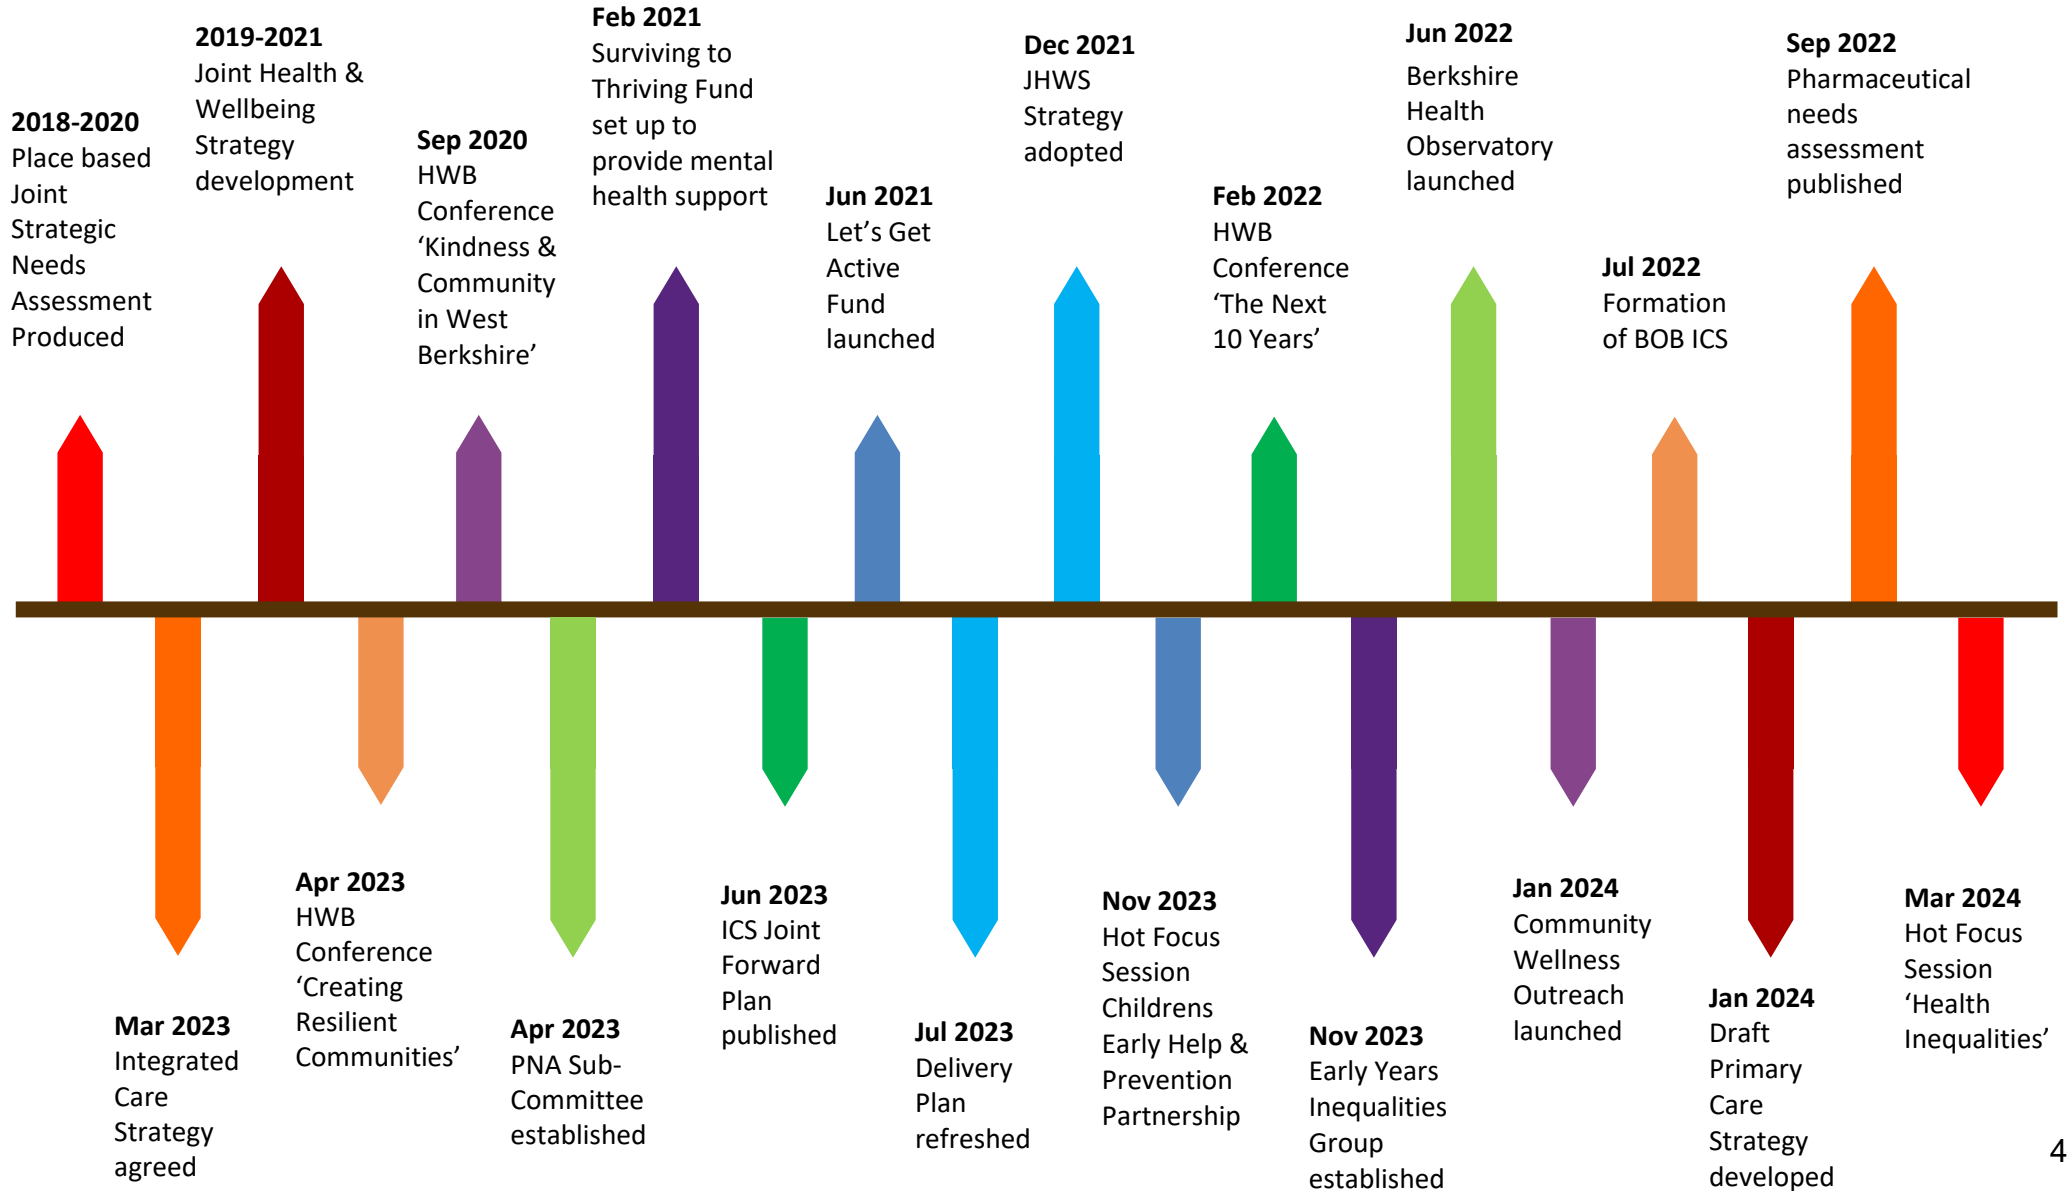 2018-2020
Place based
Joint
Strategic
Needs
Assessment
Produced
2019-2021
Joint Health &
Wellbeing
Strategy
development
Sep 2020
HWB
Conference
‘Kindness &
Community
in West
Berkshire’
Feb 2021
Surviving to
Thriving Fund
set up to
provide mental
health support
Jun 2021
Let’s Get
Active
Fund
launched
Dec 2021
JHWS
Strategy
adopted
Feb 2022
HWB
Conference
‘The Next
10 Years’
Jun 2022
Berkshire
Health
Observatory
launched
Jul 2022
Formation
of BOB ICS
Sep 2022
Pharmaceutical
needs
assessment
published
Mar 2023
Integrated
Care
Strategy
agreed
Apr 2023
HWB
Conference
‘Creating
Resilient
Communities’
Apr 2023
PNA Sub-
Committee
established
Jun 2023
ICS Joint
Forward
Plan
published
Jul 2023
Delivery
Plan
refreshed
Nov 2023
Hot Focus
Session
Childrens
Early Help &
Prevention
Partnership
Nov 2023
Early Years
Inequalities
Group
established
Jan 2024
Community
Wellness
Outreach
launched
Jan 2024
Draft
Primary
Care
Strategy
developed
Mar 2024
Hot Focus
Session
‘Health
Inequalities’
4